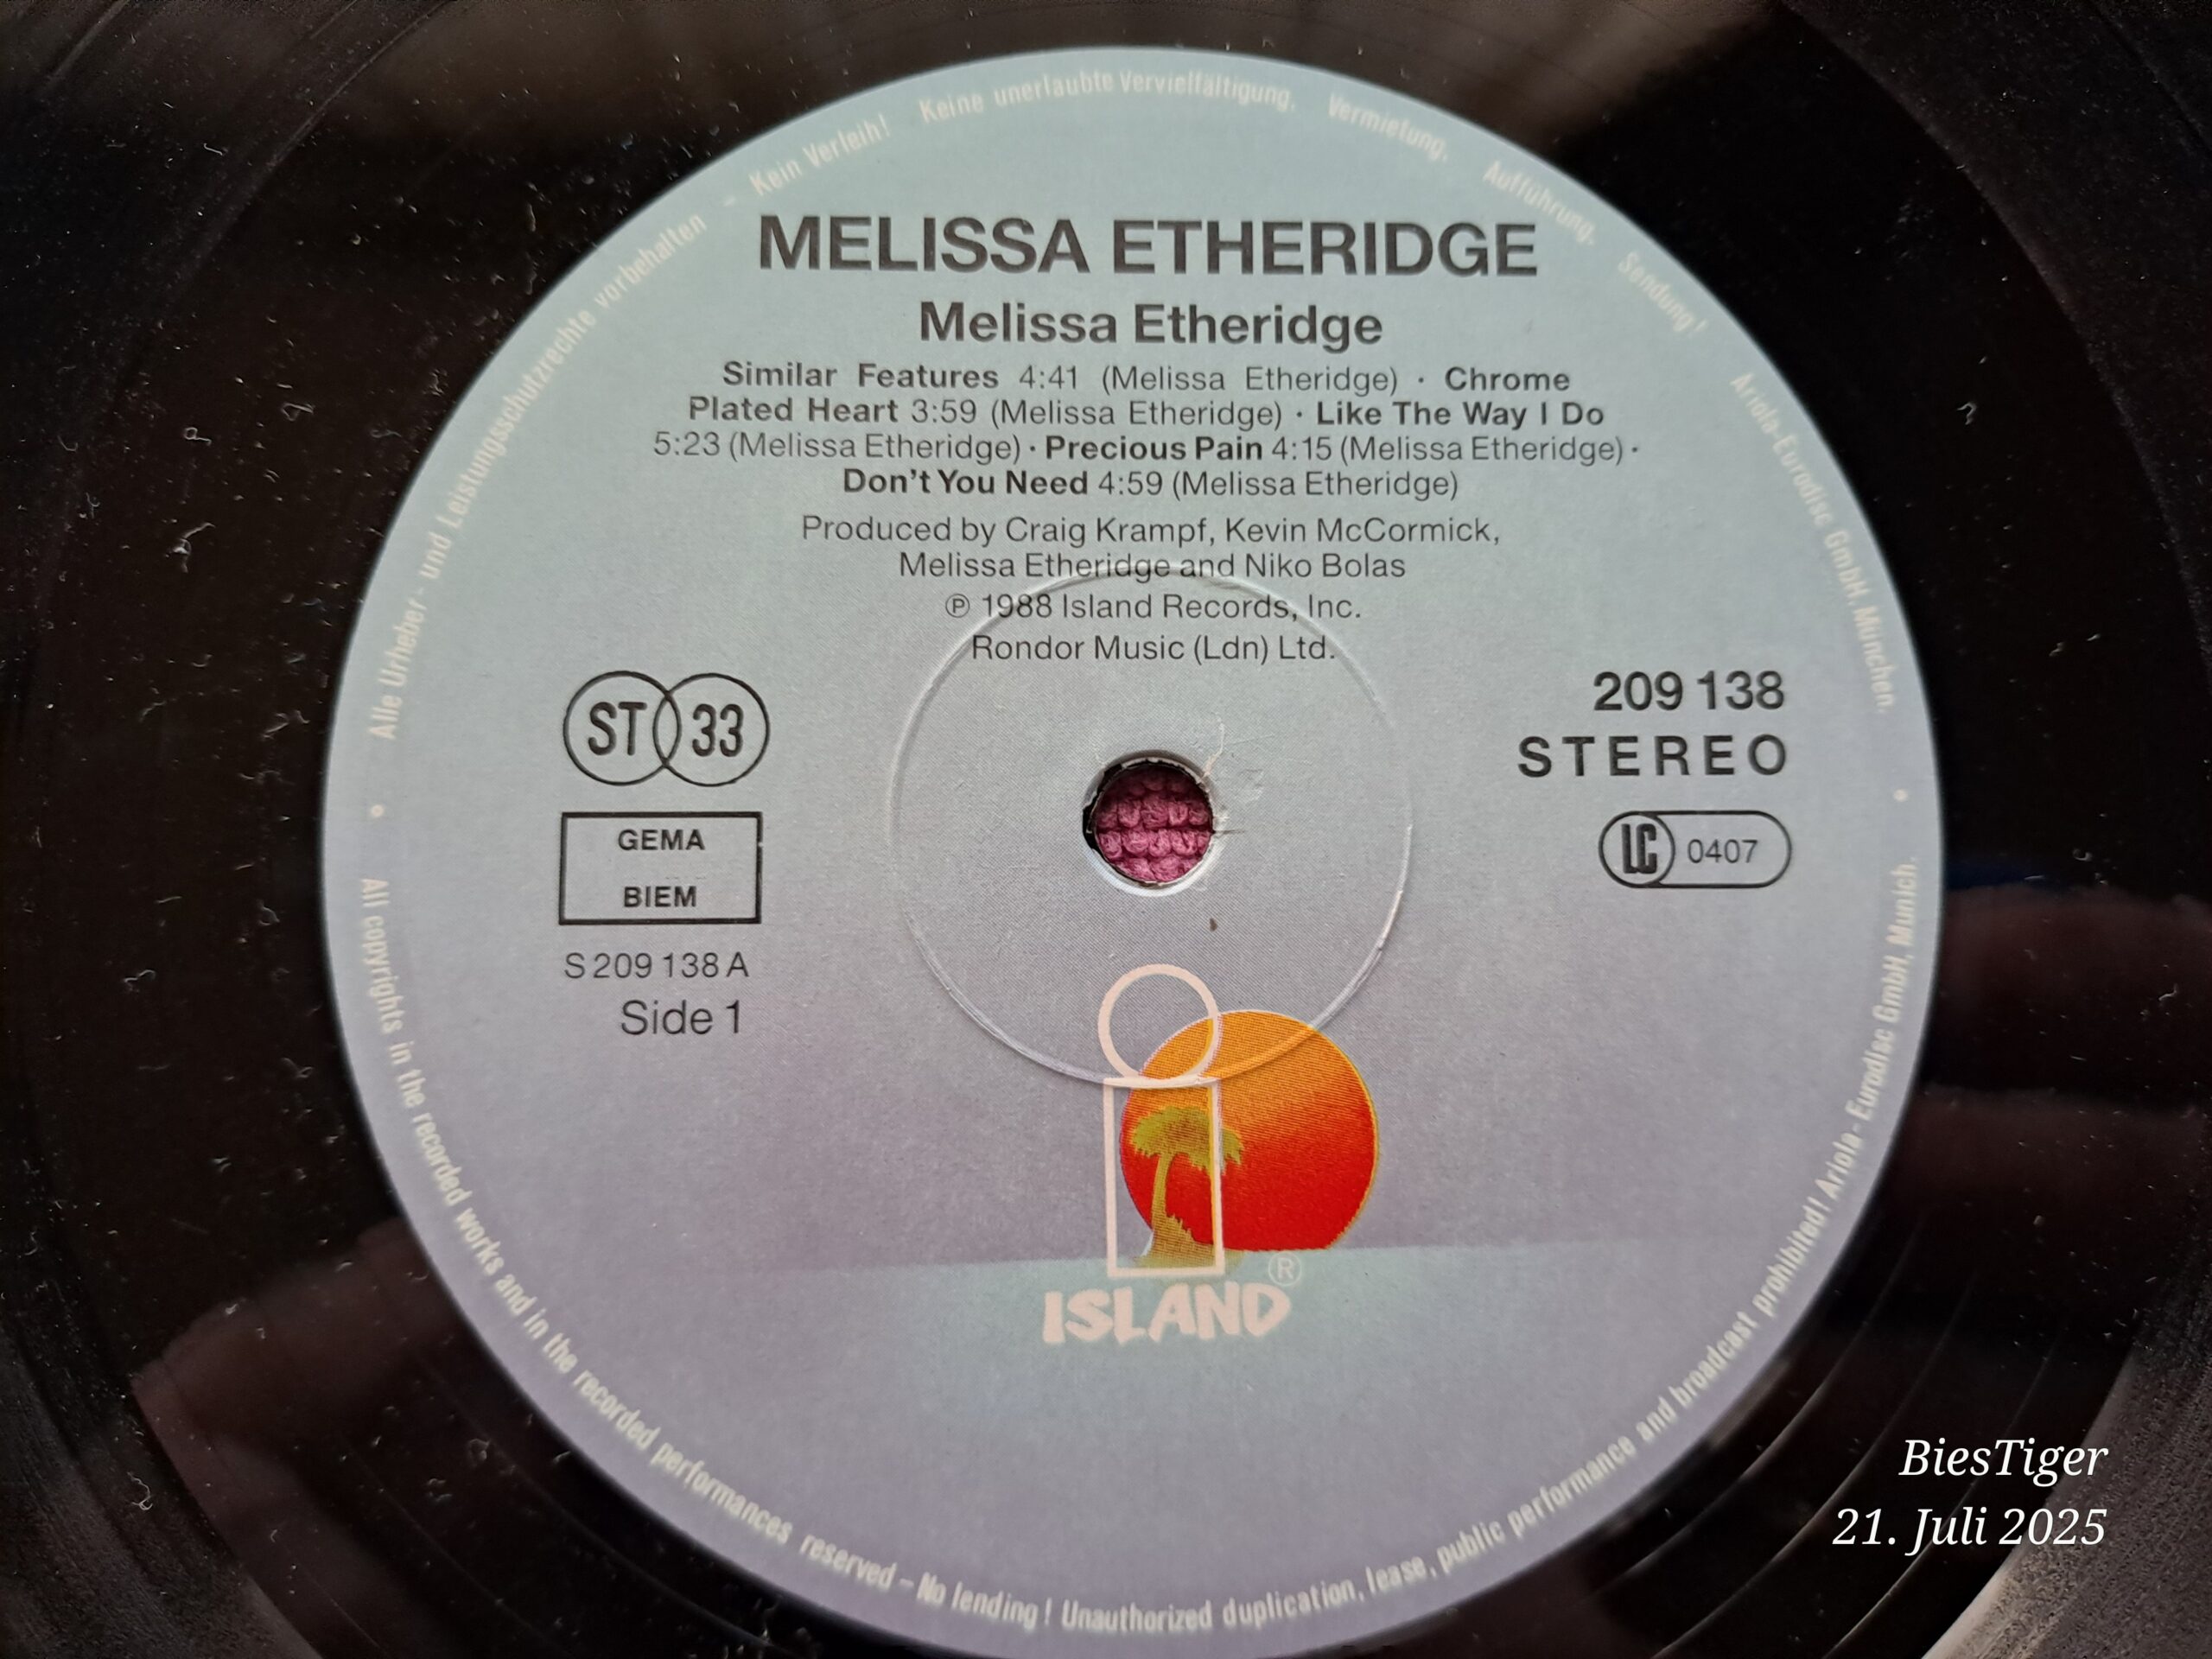 Alle Urheber- und Leistungsschutzrechte vorbehalten - Kein Verleih! Keine unerlaubte Vervielfältigung, Vermietung, Aufführung, Sendung! Ariola-Eurodisc GmbH, München.
MELISSA ETHERIDGE
Melissa Etheridge
Similar Features 4:41 (Melissa Etheridge) · Chrome
Plated Heart 3:59 (Melissa Etheridge) · Like The Way I Do
5:23 (Melissa Etheridge) · Precious Pain 4:15 (Melissa Etheridge) ·
Don't You Need 4:59 (Melissa Etheridge)
Produced by Craig Krampf, Kevin McCormick,
Melissa Etheridge and Niko Bolas
℗ 1988 Island Records, Inc.
Rondor Music (Ldn) Ltd.
ST 33
GEMA
BIEM
S 209 138 A
Side 1
209 138
STEREO
LC 0407
ISLAND ®
All copyrights in the recorded works and in the recorded performances reserved – No lending! Unauthorized duplication, lease, public performance and broadcast prohibited! Ariola-Eurodisc GmbH, Munich.
BiesTiger
21. Juli 2025